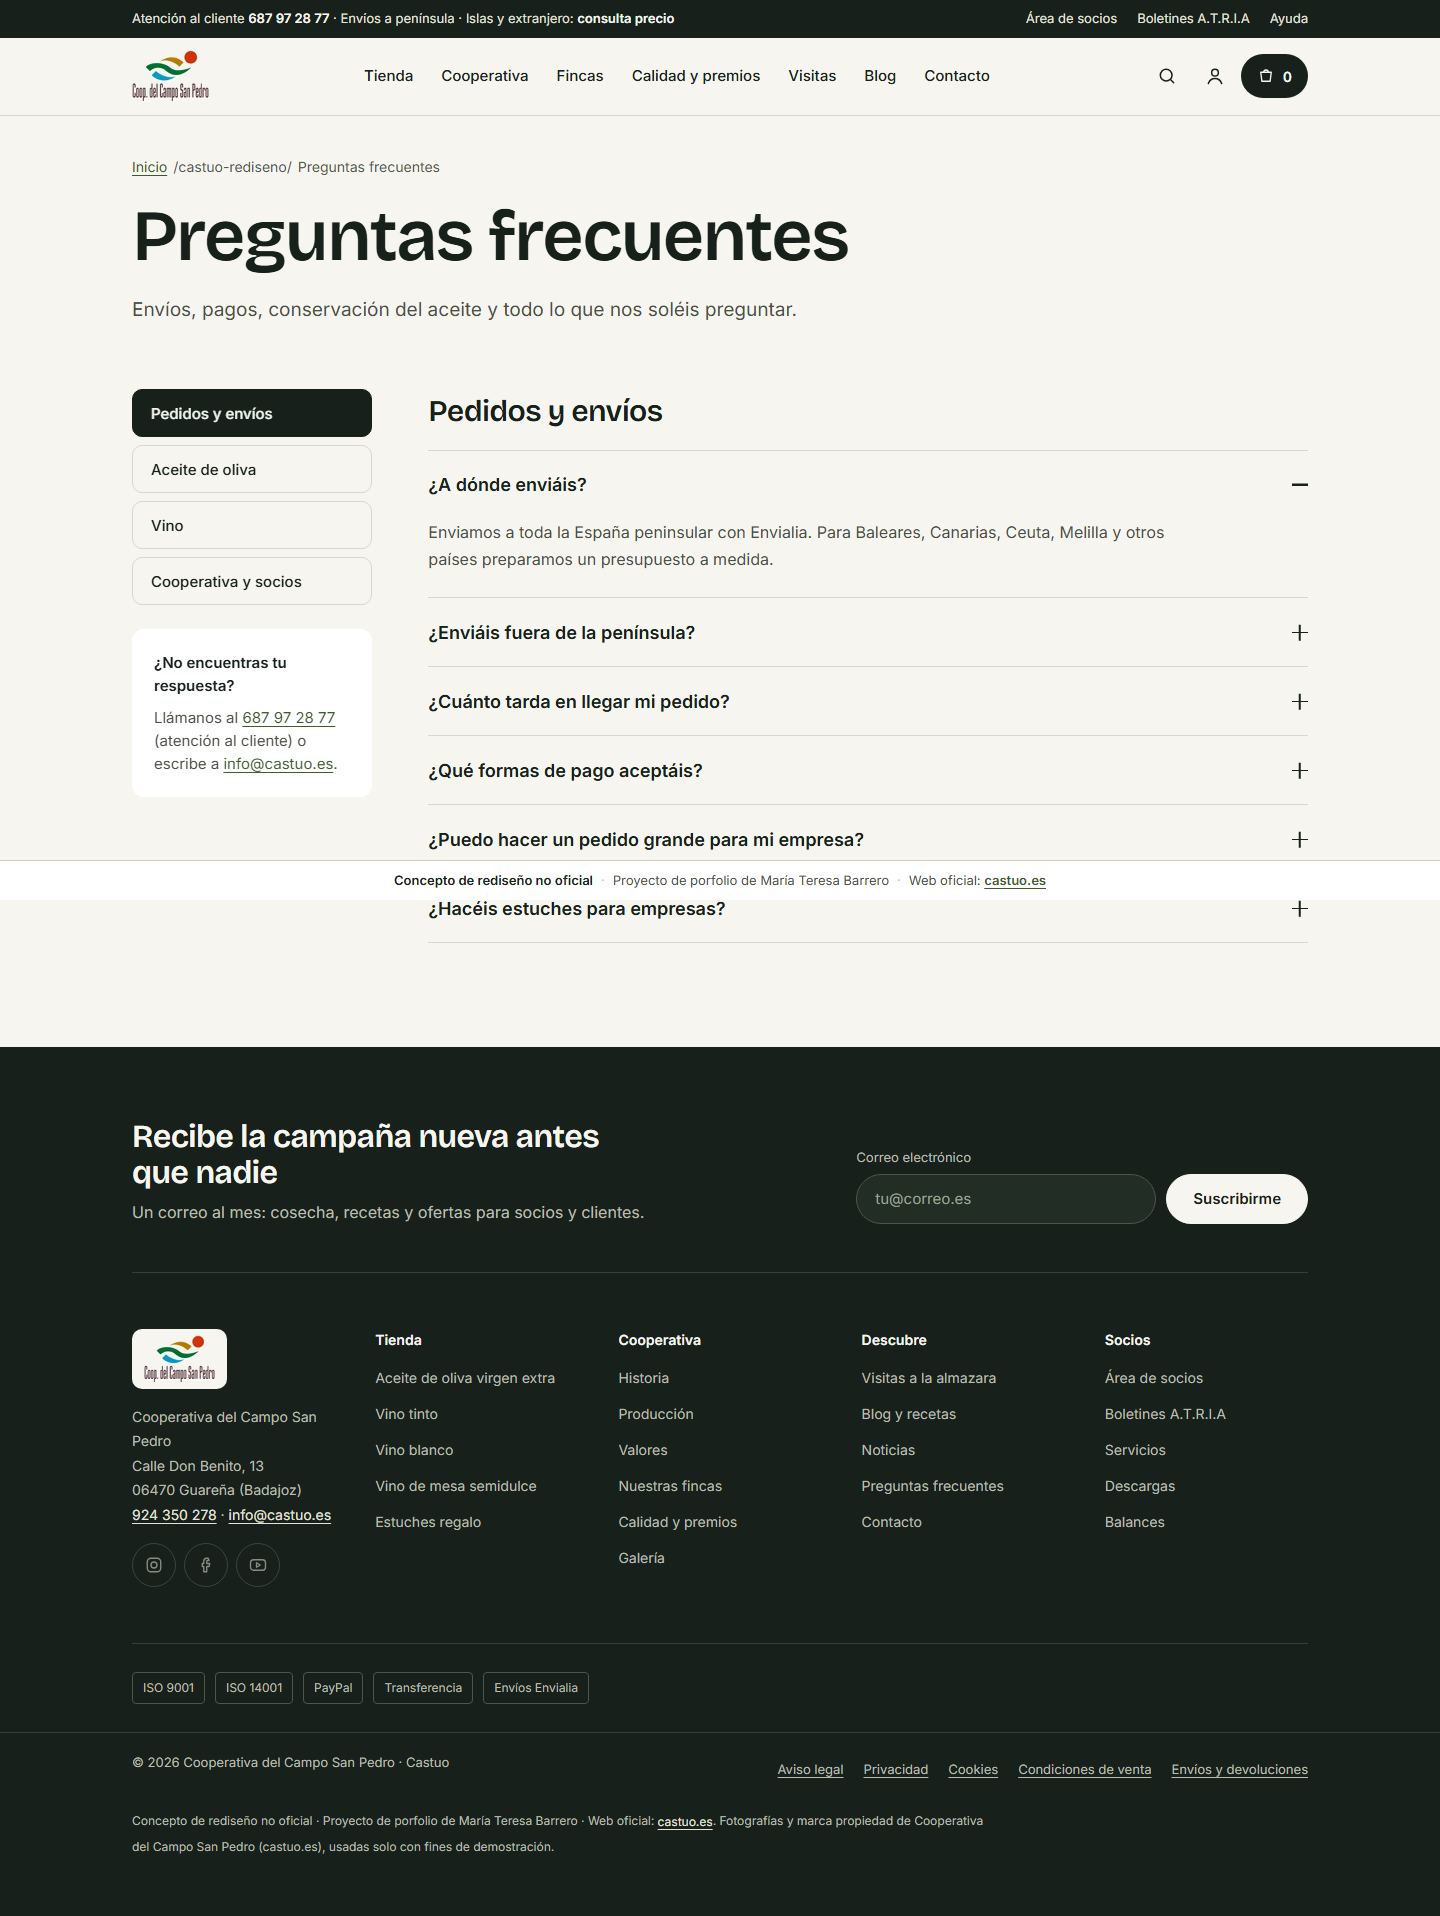 Atención al cliente 687 97 28 77 · Envíos a península · Islas y extranjero: consulta precio
Área de socios Boletines A.T.R.I.A Ayuda
Coop. del Campo San Pedro
Tienda Cooperativa Fincas Calidad y premios Visitas Blog Contacto
0
Inicio /castuo-rediseno/ Preguntas frecuentes
Preguntas frecuentes
Envíos, pagos, conservación del aceite y todo lo que nos soléis preguntar.
Pedidos y envíos
Aceite de oliva
Vino
Cooperativa y socios
¿No encuentras tu
respuesta?
Llámanos al 687 97 28 77
(atención al cliente) o
escribe a info@castuo.es.
Pedidos y envíos
¿A dónde enviáis?
Enviamos a toda la España peninsular con Envialia. Para Baleares, Canarias, Ceuta, Melilla y otros
países preparamos un presupuesto a medida.
¿Enviáis fuera de la península?
¿Cuánto tarda en llegar mi pedido?
¿Qué formas de pago aceptáis?
¿Puedo hacer un pedido grande para mi empresa?
Concepto de rediseño no oficial · Proyecto de porfolio de María Teresa Barrero · Web oficial: castuo.es
¿Hacéis estuches para empresas?
Recibe la campaña nueva antes
que nadie
Un correo al mes: cosecha, recetas y ofertas para socios y clientes.
Correo electrónico
tu@correo.es
Suscribirme
Coop. del Campo San Pedro
Cooperativa del Campo San
Pedro
Calle Don Benito, 13
06470 Guareña (Badajoz)
924 350 278 · info@castuo.es
Tienda
Aceite de oliva virgen extra
Vino tinto
Vino blanco
Vino de mesa semidulce
Estuches regalo
Cooperativa
Historia
Producción
Valores
Nuestras fincas
Calidad y premios
Galería
Descubre
Visitas a la almazara
Blog y recetas
Noticias
Preguntas frecuentes
Contacto
Socios
Área de socios
Boletines A.T.R.I.A
Servicios
Descargas
Balances
ISO 9001 ISO 14001 PayPal Transferencia Envíos Envialia
© 2026 Cooperativa del Campo San Pedro · Castuo
Aviso legal Privacidad Cookies Condiciones de venta Envíos y devoluciones
Concepto de rediseño no oficial · Proyecto de porfolio de María Teresa Barrero · Web oficial: castuo.es. Fotografías y marca propiedad de Cooperativa
del Campo San Pedro (castuo.es), usadas solo con fines de demostración.